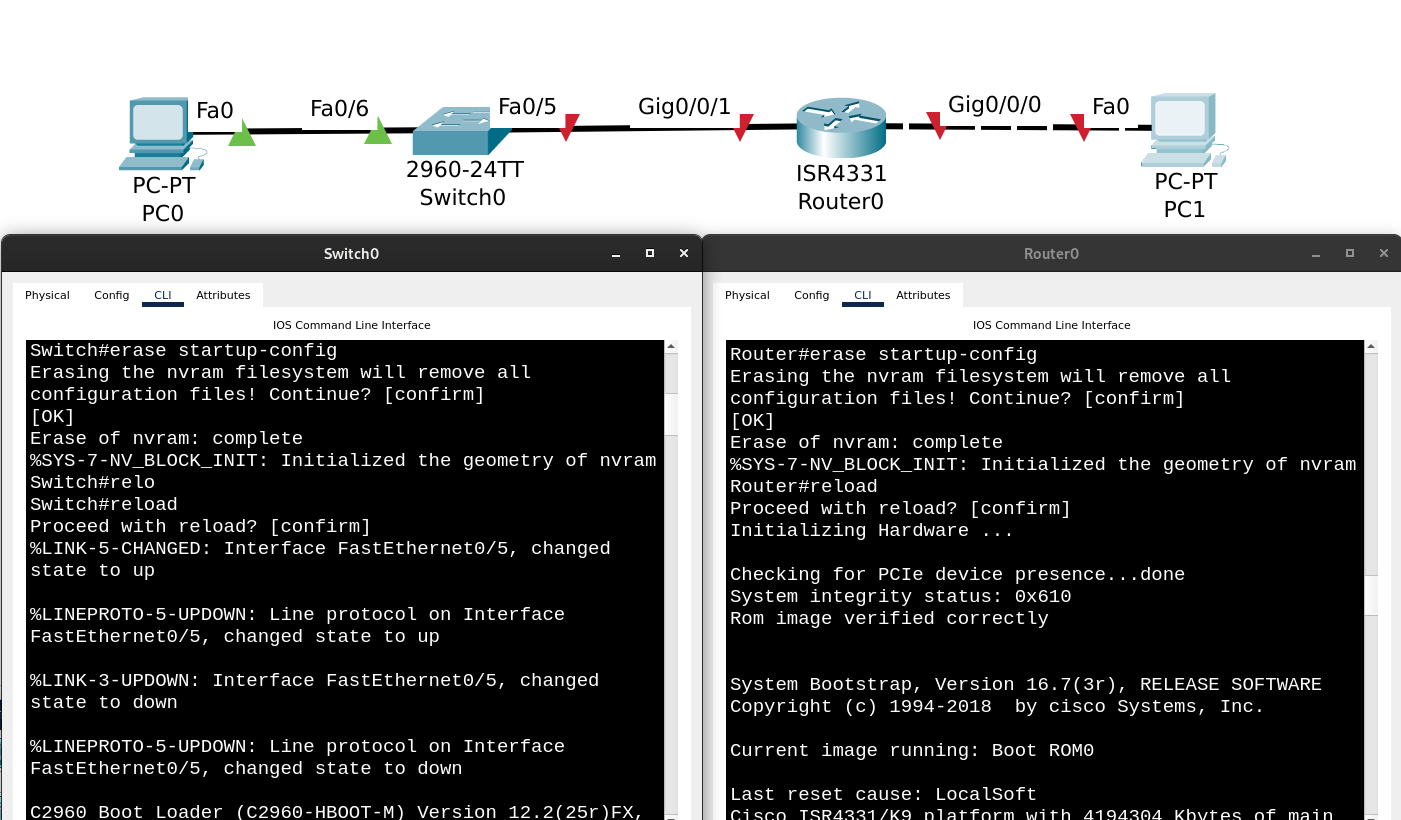 Fa0
Fa0/6
Fa0/5
Gig0/0/1
Gig0/0/0
Fa0
PC-PT
PC0
2960-24TT
Switch0
ISR4331
Router0
PC-PT
PC1
Switch0
Physical Config CLI Attributes
IOS Command Line Interface
Switch#erase startup-config
Erasing the nvram filesystem will remove all
configuration files! Continue? [confirm]
[OK]
Erase of nvram: complete
%SYS-7-NV_BLOCK_INIT: Initialized the geometry of nvram
Switch#relo
Switch#reload
Proceed with reload? [confirm]
%LINK-5-CHANGED: Interface FastEthernet0/5, changed
state to up
%LINEPROTO-5-UPDOWN: Line protocol on Interface
FastEthernet0/5, changed state to up
%LINK-3-UPDOWN: Interface FastEthernet0/5, changed
state to down
%LINEPROTO-5-UPDOWN: Line protocol on Interface
FastEthernet0/5, changed state to down
C2960 Boot Loader (C2960-HBOOT-M) Version 12.2(25r)FX,
Router0
Physical Config CLI Attributes
IOS Command Line Interface
Router#erase startup-config
Erasing the nvram filesystem will remove all
configuration files! Continue? [confirm]
[OK]
Erase of nvram: complete
%SYS-7-NV_BLOCK_INIT: Initialized the geometry of nvram
Router#reload
Proceed with reload? [confirm]
Initializing Hardware ...
Checking for PCIe device presence...done
System integrity status: 0x610
Rom image verified correctly
System Bootstrap, Version 16.7(3r), RELEASE SOFTWARE
Copyright (c) 1994-2018  by cisco Systems, Inc.
Current image running: Boot ROM0
Last reset cause: LocalSoft
Cisco ISR4331/K9 platform with 4194304 Kbytes of main